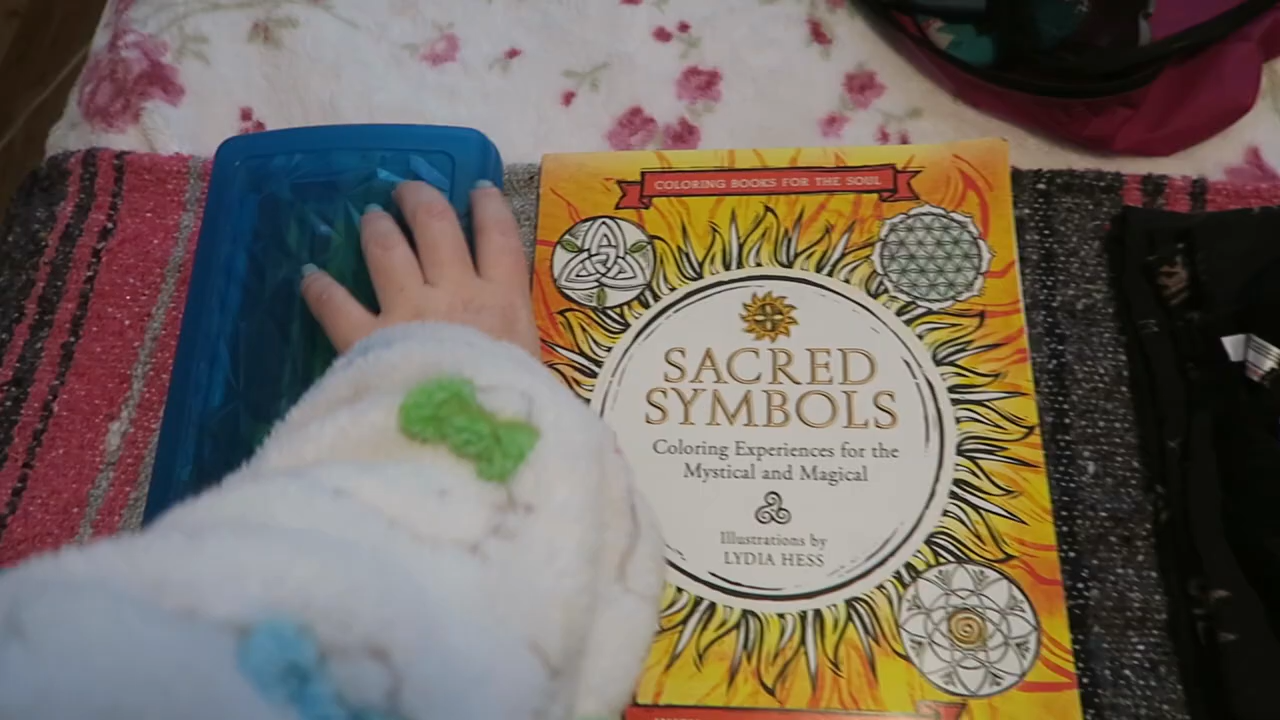 COLORING BOOKS FOR THE SOUL
SACRED
SYMBOLS
Coloring Experiences for the
Mystical and Magical
Illustrations by
LYDIA HESS